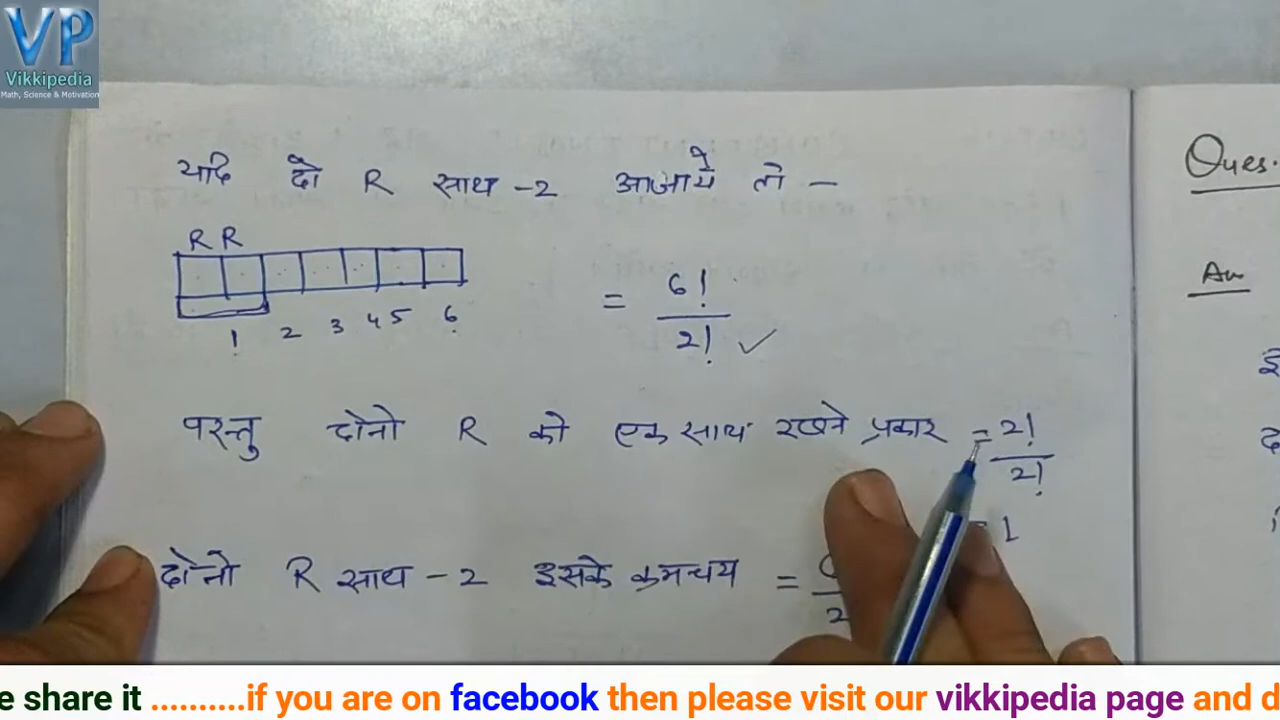 VP
Vikkipedia
Math, Science & Motivation
यदि दो R साथ-2 आजाये तो -
R R
1 2 3 4 5 6
= 6!/2! ✓
परन्तु दोनो R को एक साथ रखने प्रकार = 2!/2!
= 1
दोनो R साथ-2 इसके क्रमचय =
Ques.
An
e share it ..........if you are on facebook then please visit our vikkipedia page and d